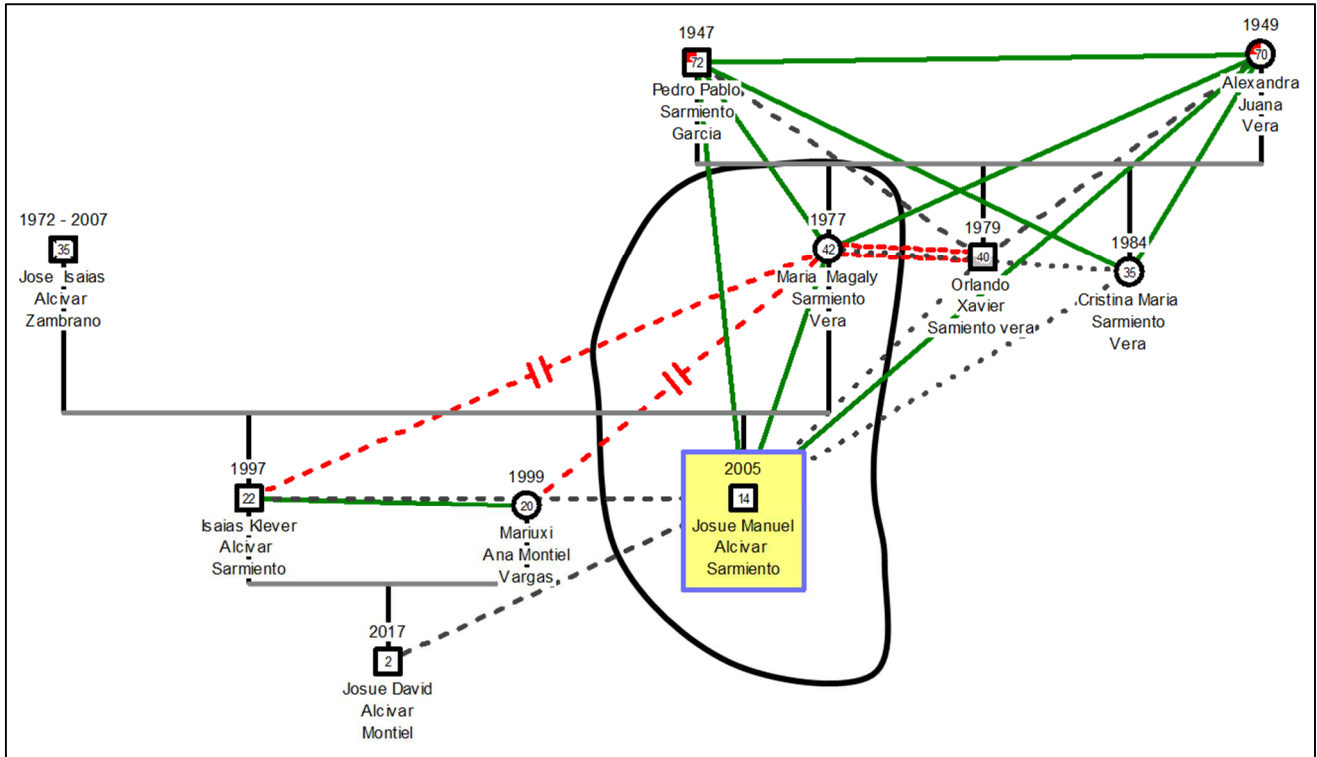 1947
72
Pedro Pablo
Sarmiento
Garcia
1949
70
Alexandra
Juana
Vera
1972 - 2007
35
Jose Isaias
Alcivar
Zambrano
1977
42
Maria Magaly
Sarmiento
Vera
1979
40
Orlando
Xavier
Samiento vera
1984
35
Cristina Maria
Sarmiento
Vera
1997
22
Isaias Klever
Alcivar
Sarmiento
1999
20
Mariuxi
Ana Montiel
Vargas
2005
14
Josue Manuel
Alcivar
Sarmiento
2017
2
Josue David
Alcivar
Montiel